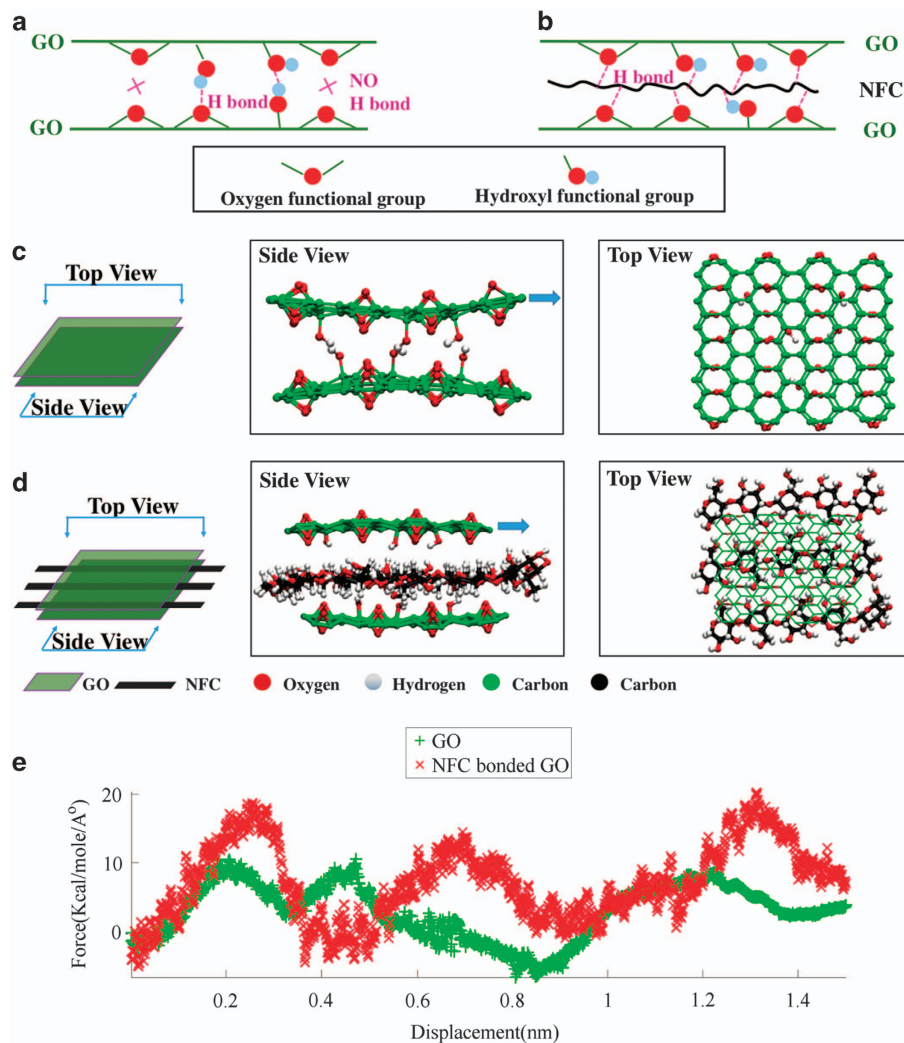 a
GO
GO
H bond
NO
H bond
b
GO
H bond
NFC
GO
Oxygen functional group
Hydroxyl functional group
c
Top View
Side View
Side View
Top View
d
Top View
Side View
Side View
Top View
GO
NFC
Oxygen
Hydrogen
Carbon
Carbon
e
GO
NFC bonded GO
Force(Kcal/mole/A°)
20
10
0
0.2
0.4
0.6
0.8
1
1.2
1.4
Displacement(nm)